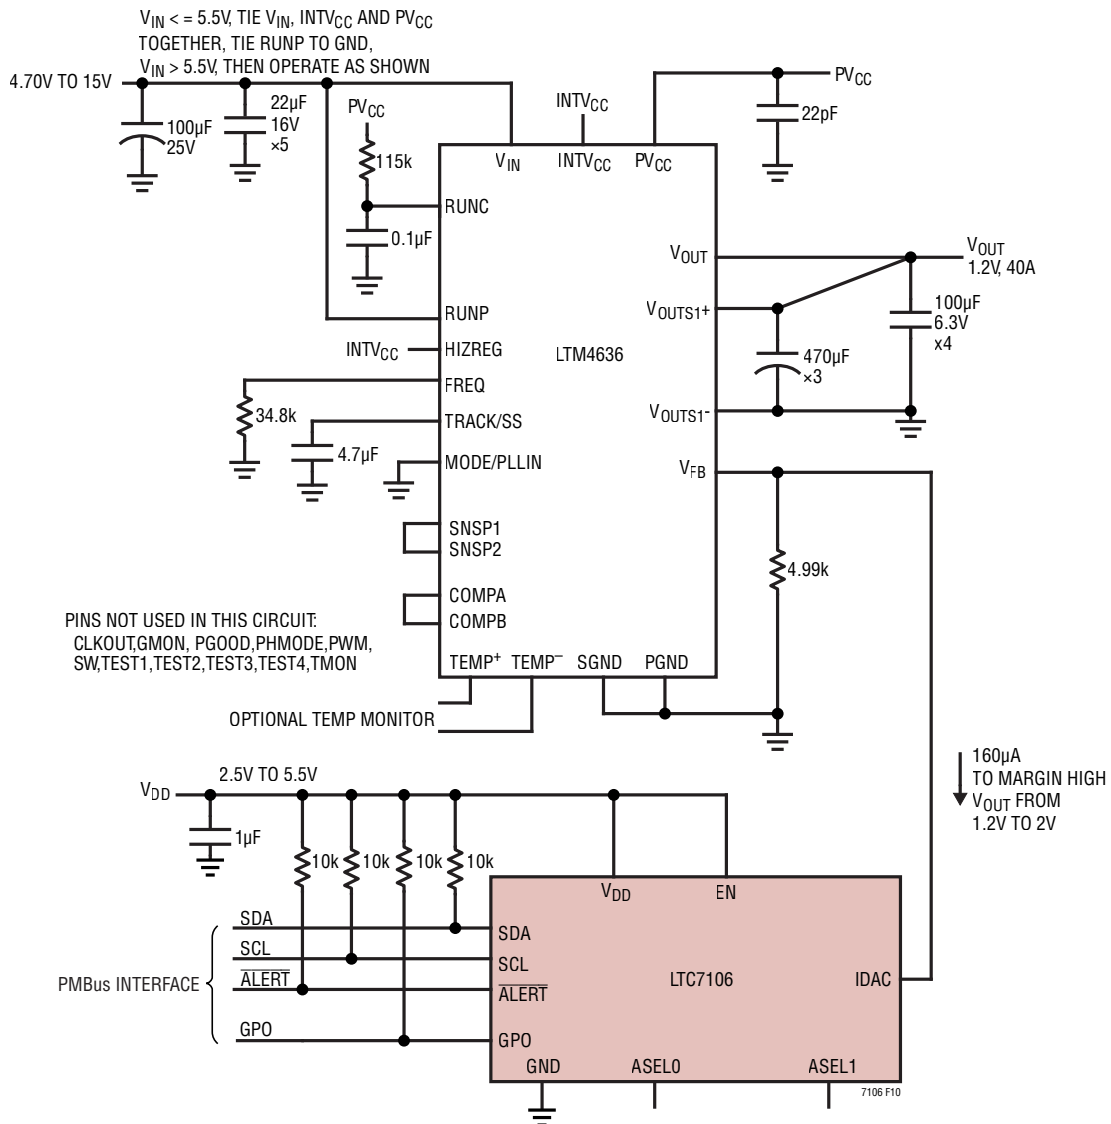 V_IN <= 5.5V, TIE V_IN, INTV_CC AND PV_CC
TOGETHER, TIE RUNP TO GND,
V_IN > 5.5V, THEN OPERATE AS SHOWN
4.70V TO 15V
100µF
25V
22µF
16V
×5
PV_CC
115k
0.1µF
INTV_CC
PV_CC
22pF
V_IN
INTV_CC
PV_CC
RUNC
RUNP
INTV_CC
HIZREG
FREQ
34.8k
TRACK/SS
4.7µF
MODE/PLLIN
SNSP1
SNSP2
COMPA
COMPB
LTM4636
V_OUT
V_OUT
1.2V, 40A
V_OUTS1+
100µF
6.3V
x4
470µF
×3
V_OUTS1-
V_FB
4.99k
TEMP+
TEMP–
SGND
PGND
PINS NOT USED IN THIS CIRCUIT:
CLKOUT,GMON, PGOOD,PHMODE,PWM,
SW,TEST1,TEST2,TEST3,TEST4,TMON
OPTIONAL TEMP MONITOR
160µA
TO MARGIN HIGH
V_OUT FROM
1.2V TO 2V
2.5V TO 5.5V
V_DD
1µF
10k
10k
10k
10k
V_DD
EN
PMBus INTERFACE
SDA
SCL
ALERT
GPO
SDA
SCL
ALERT
GPO
LTC7106
IDAC
GND
ASEL0
ASEL1
7106 F10